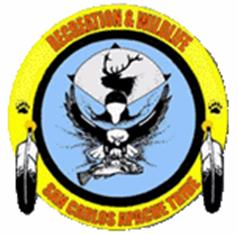 RECREATION & WILDLIFE
SAN CARLOS APACHE TRIBE